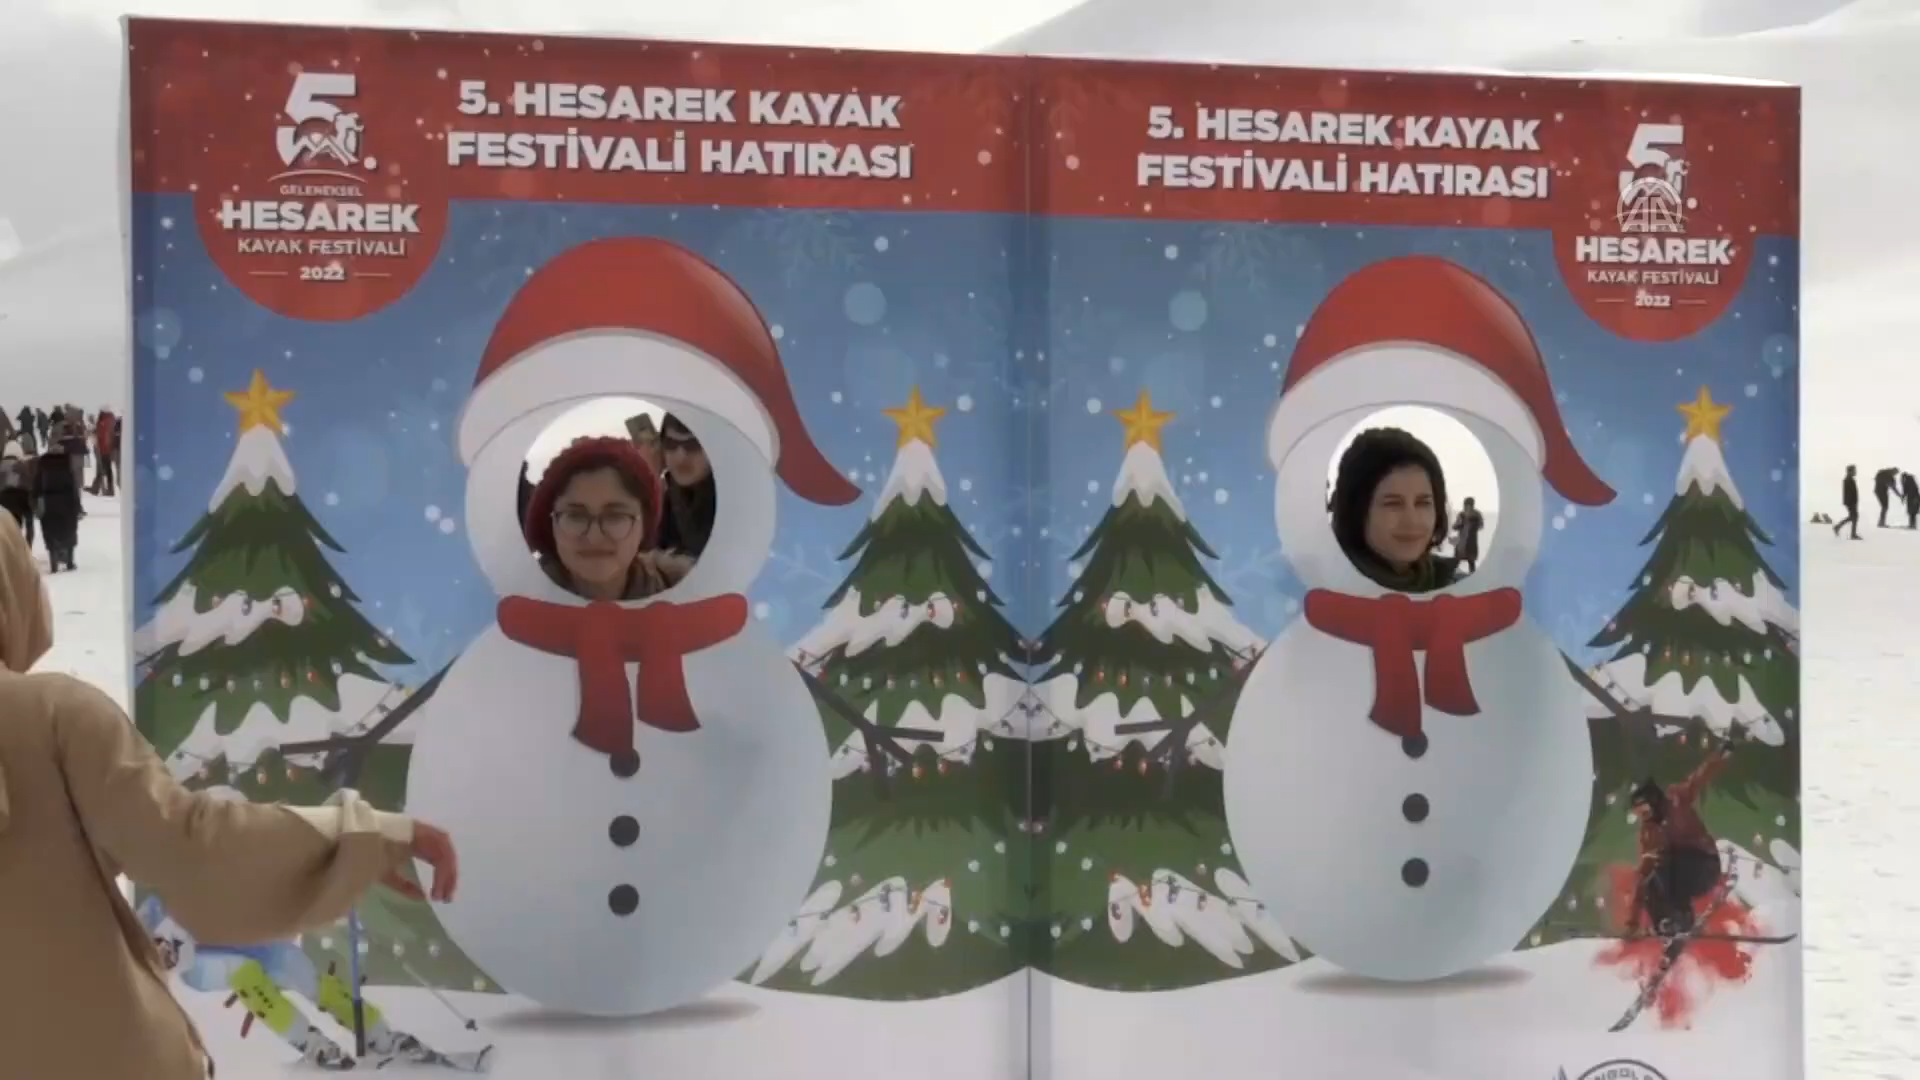 5.
GELENEKSEL
HESAREK
KAYAK FESTİVALİ
2022
5. HESAREK KAYAK
FESTİVALİ HATIRASI
5. HESAREK KAYAK
FESTİVALİ HATIRASI
5.
AA
HESAREK
KAYAK FESTİVALİ
2022